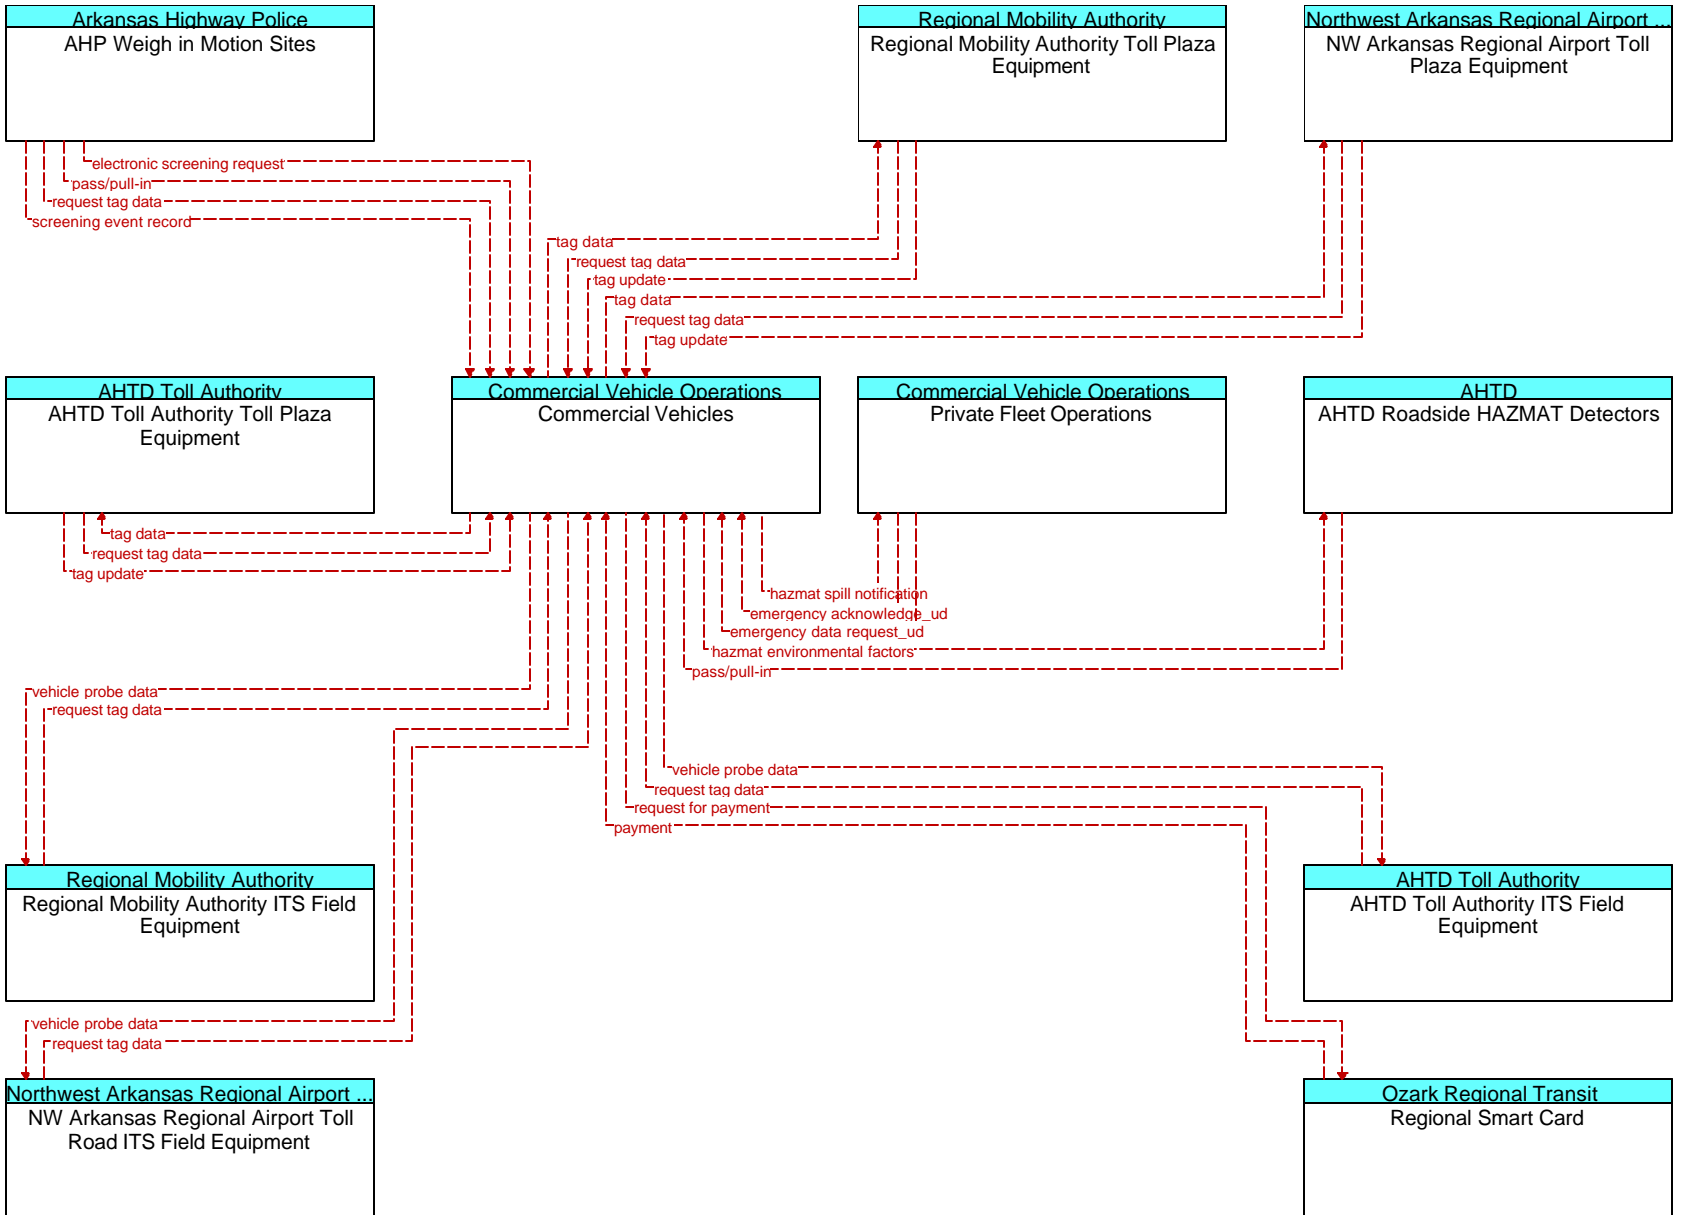 Arkansas Highway Police
AHP Weigh in Motion Sites
Regional Mobility Authority
Regional Mobility Authority Toll Plaza
Equipment
Northwest Arkansas Regional Airport ...
NW Arkansas Regional Airport Toll
Plaza Equipment
electronic screening request
pass/pull-in
request tag data
screening event record
tag data
request tag data
tag update
tag data
request tag data
tag update
AHTD Toll Authority
AHTD Toll Authority Toll Plaza
Equipment
Commercial Vehicle Operations
Commercial Vehicles
Commercial Vehicle Operations
Private Fleet Operations
AHTD
AHTD Roadside HAZMAT Detectors
tag data
request tag data
tag update
hazmat spill notification
emergency acknowledge_ud
emergency data request_ud
hazmat environmental factors
pass/pull-in
vehicle probe data
request tag data
vehicle probe data
request tag data
request for payment
payment
Regional Mobility Authority
Regional Mobility Authority ITS Field
Equipment
AHTD Toll Authority
AHTD Toll Authority ITS Field
Equipment
vehicle probe data
request tag data
Northwest Arkansas Regional Airport ...
NW Arkansas Regional Airport Toll
Road ITS Field Equipment
Ozark Regional Transit
Regional Smart Card